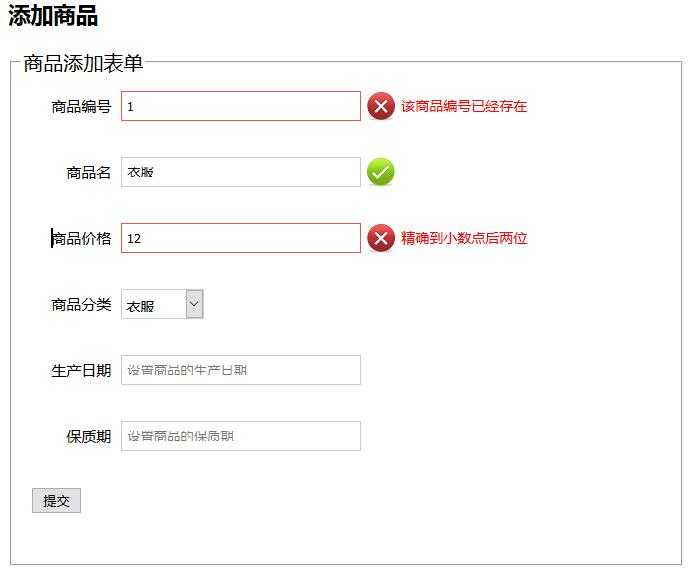 添加商品
商品添加表单
商品编号 1 该商品编号已经存在
商品名 衣服
商品价格 12 精确到小数点后两位
商品分类 衣服
生产日期 设置商品的生产日期
保质期 设置商品的保质期
提交